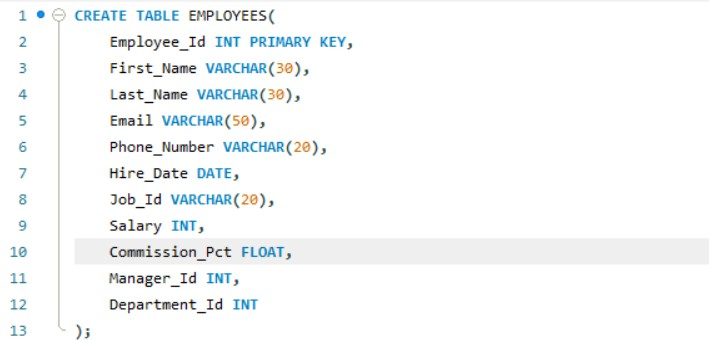 1 CREATE TABLE EMPLOYEES(
2 Employee_Id INT PRIMARY KEY,
3 First_Name VARCHAR(30),
4 Last_Name VARCHAR(30),
5 Email VARCHAR(50),
6 Phone_Number VARCHAR(20),
7 Hire_Date DATE,
8 Job_Id VARCHAR(20),
9 Salary INT,
10 Commission_Pct FLOAT,
11 Manager_Id INT,
12 Department_Id INT
13 );